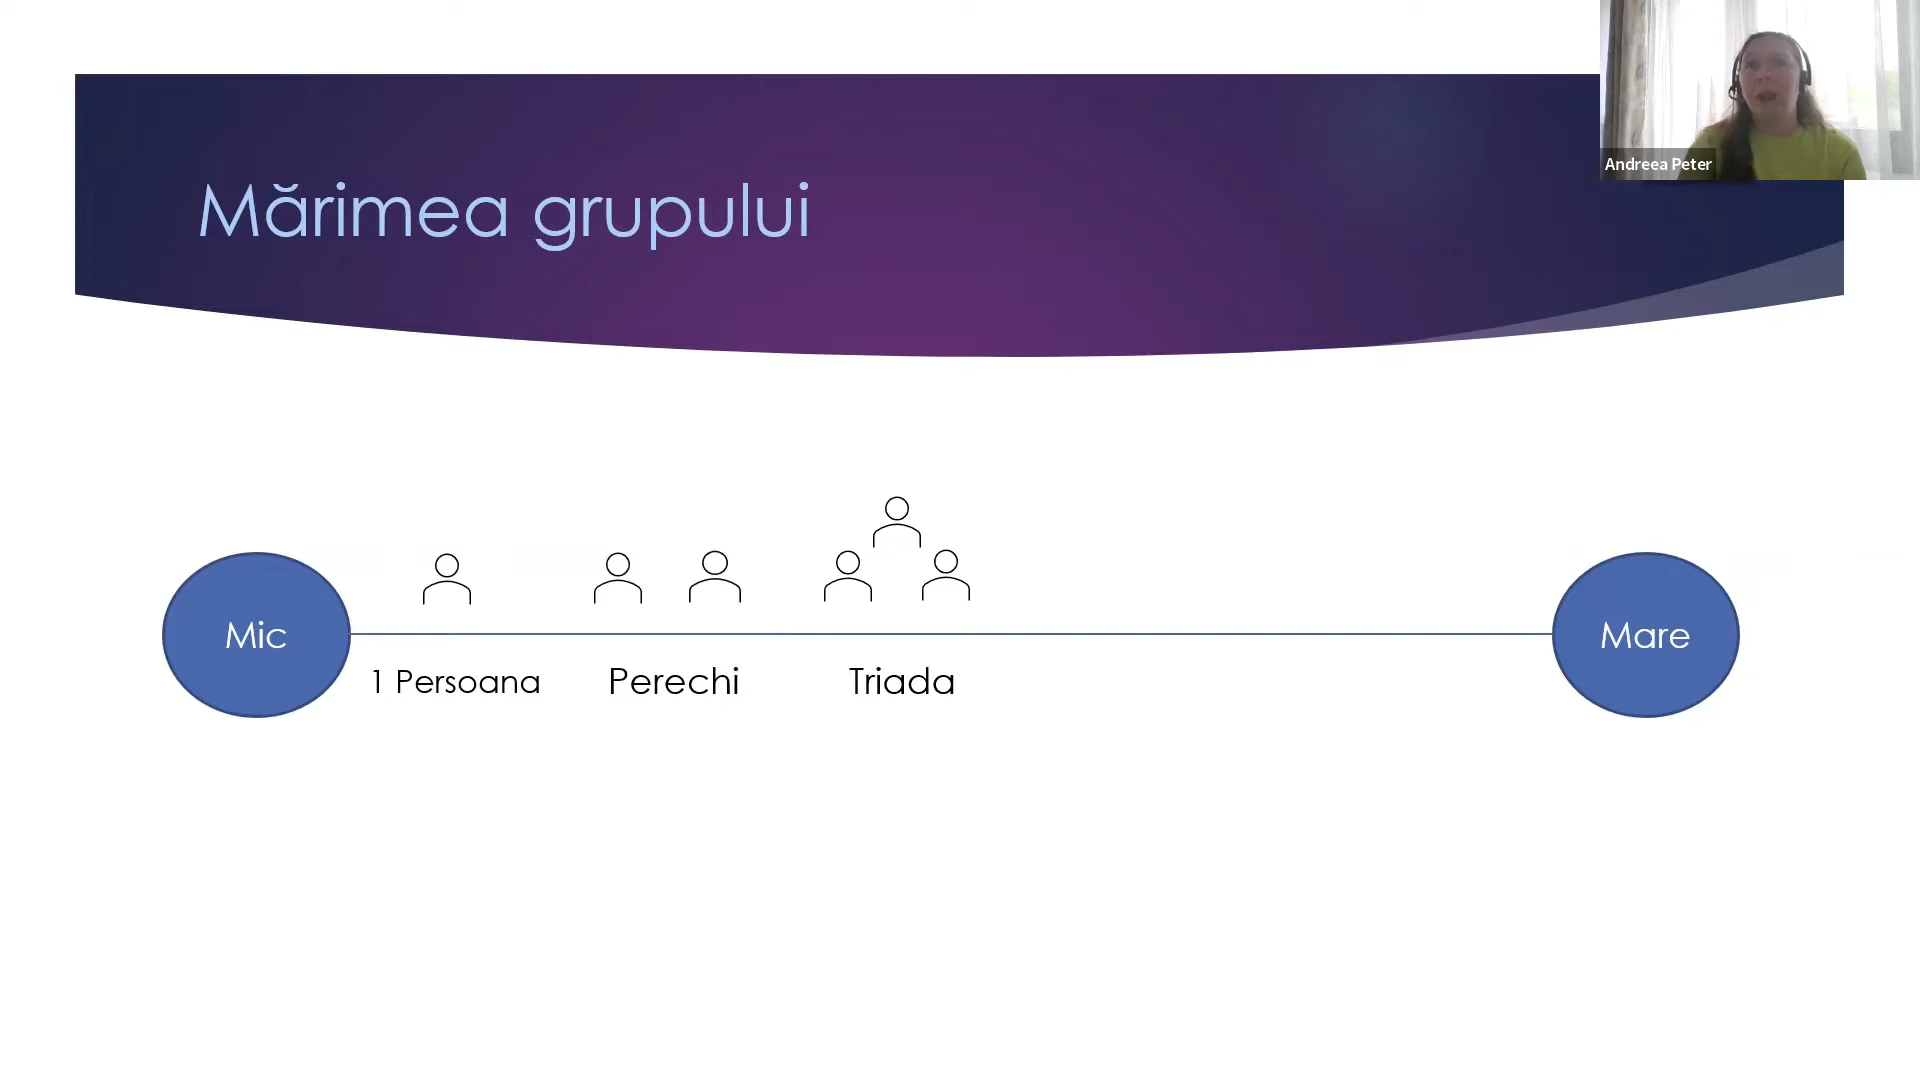 Andreea Peter
Mărimea grupului
Mic
Mare
1 Persoana
Perechi
Triada